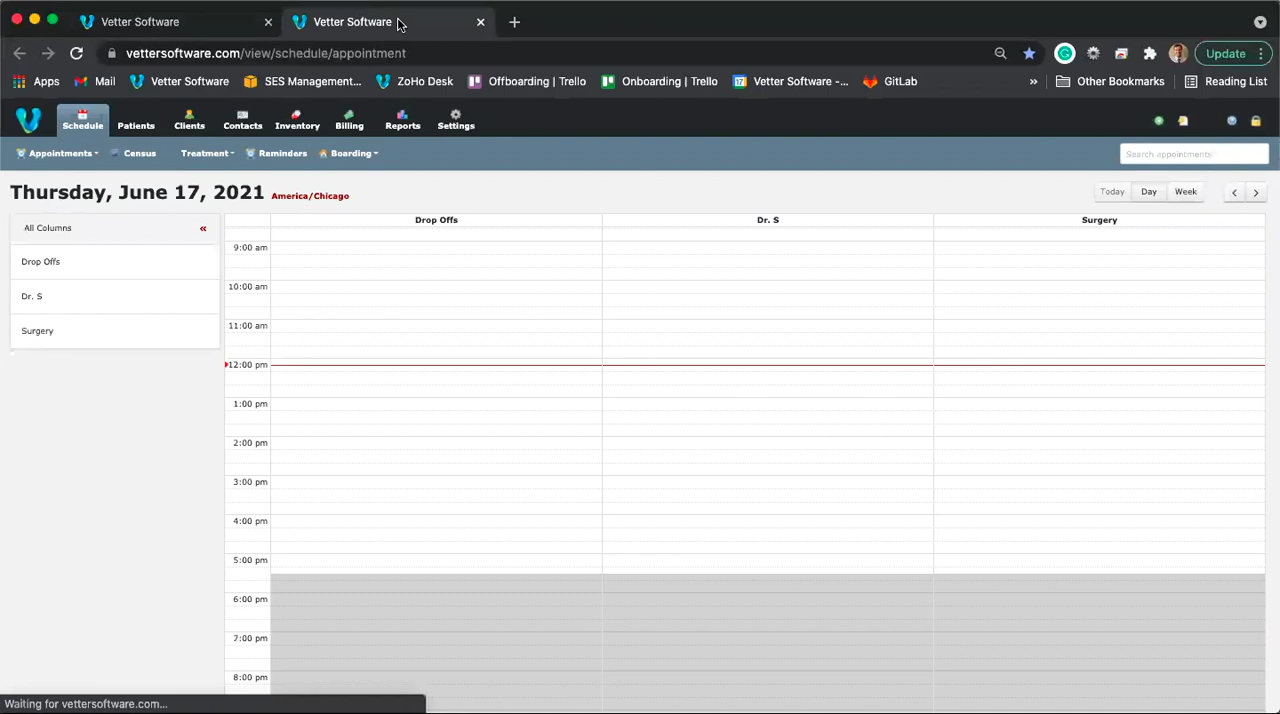 Vetter Software
Vetter Software
vettersoftware.com/view/schedule/appointment
Update
Apps
Mail
Vetter Software
SES Management...
ZoHo Desk
Offboarding | Trello
Onboarding | Trello
Vetter Software -...
GitLab
»
Other Bookmarks
Reading List
Schedule
Patients
Clients
Contacts
Inventory
Billing
Reports
Settings
Appointments
Census
Treatment
Reminders
Boarding
Search appointments
Thursday, June 17, 2021 America/Chicago
Today
Day
Week
All Columns
«
Drop Offs
Dr. S
Surgery
Drop Offs
Dr. S
Surgery
9:00 am
10:00 am
11:00 am
12:00 pm
1:00 pm
2:00 pm
3:00 pm
4:00 pm
5:00 pm
6:00 pm
7:00 pm
8:00 pm
Waiting for vettersoftware.com...